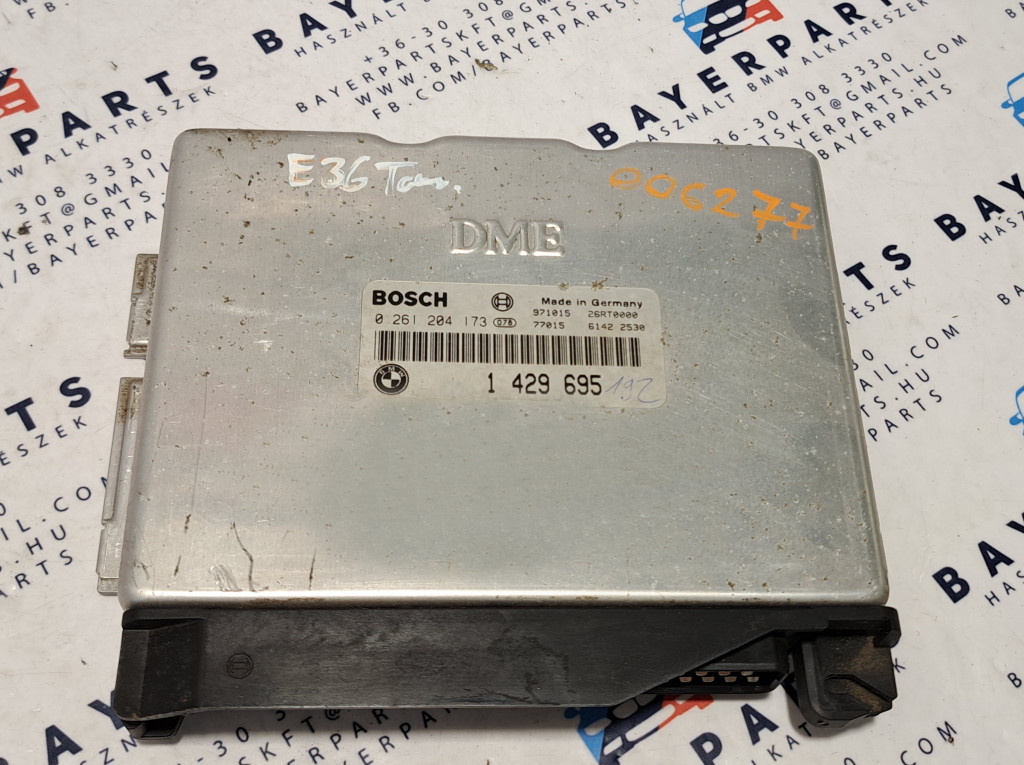 BAYERPARTS
HASZNÁLT BMW ALKATRÉSZEK
+36-30 308 3330
BAYERPARTSKFT@GMAIL.COM
WWW.BAYERPARTS.HU
FB.COM/BAYERPARTS
E36
006277
DME
BOSCH
Made in Germany
0 261 204 173
078
971015 26RT0000
77015 6142 2530
1 429 695
192